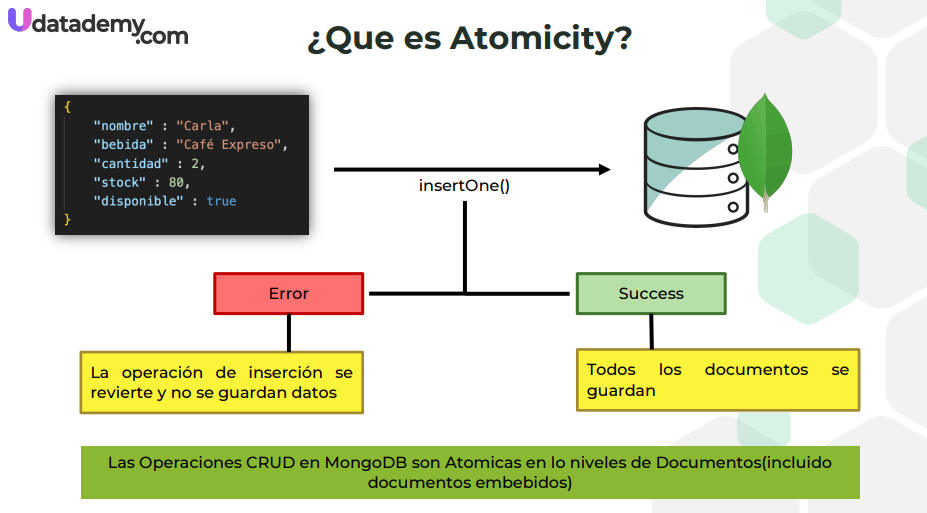 Udatademy
.com
¿Que es Atomicity?
{
"nombre" : "Carla",
"bebida" : "Café Expreso",
"cantidad" : 2,
"stock" : 80,
"disponible" : true
}
insertOne()
Error
Success
La operación de inserción se
revierte y no se guardan datos
Todos los documentos se
guardan
Las Operaciones CRUD en MongoDB son Atomicas en lo niveles de Documentos(incluido
documentos embebidos)